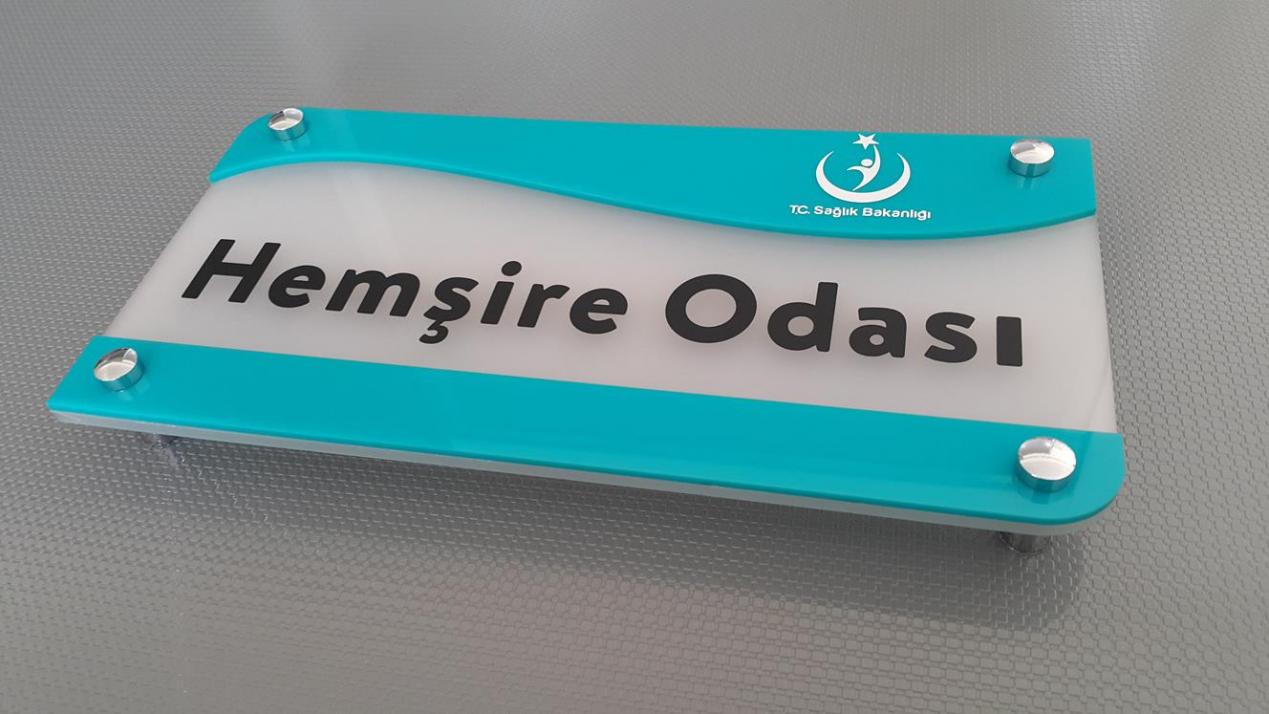 T.C. Sağlık Bakanlığı
Hemşire Odası